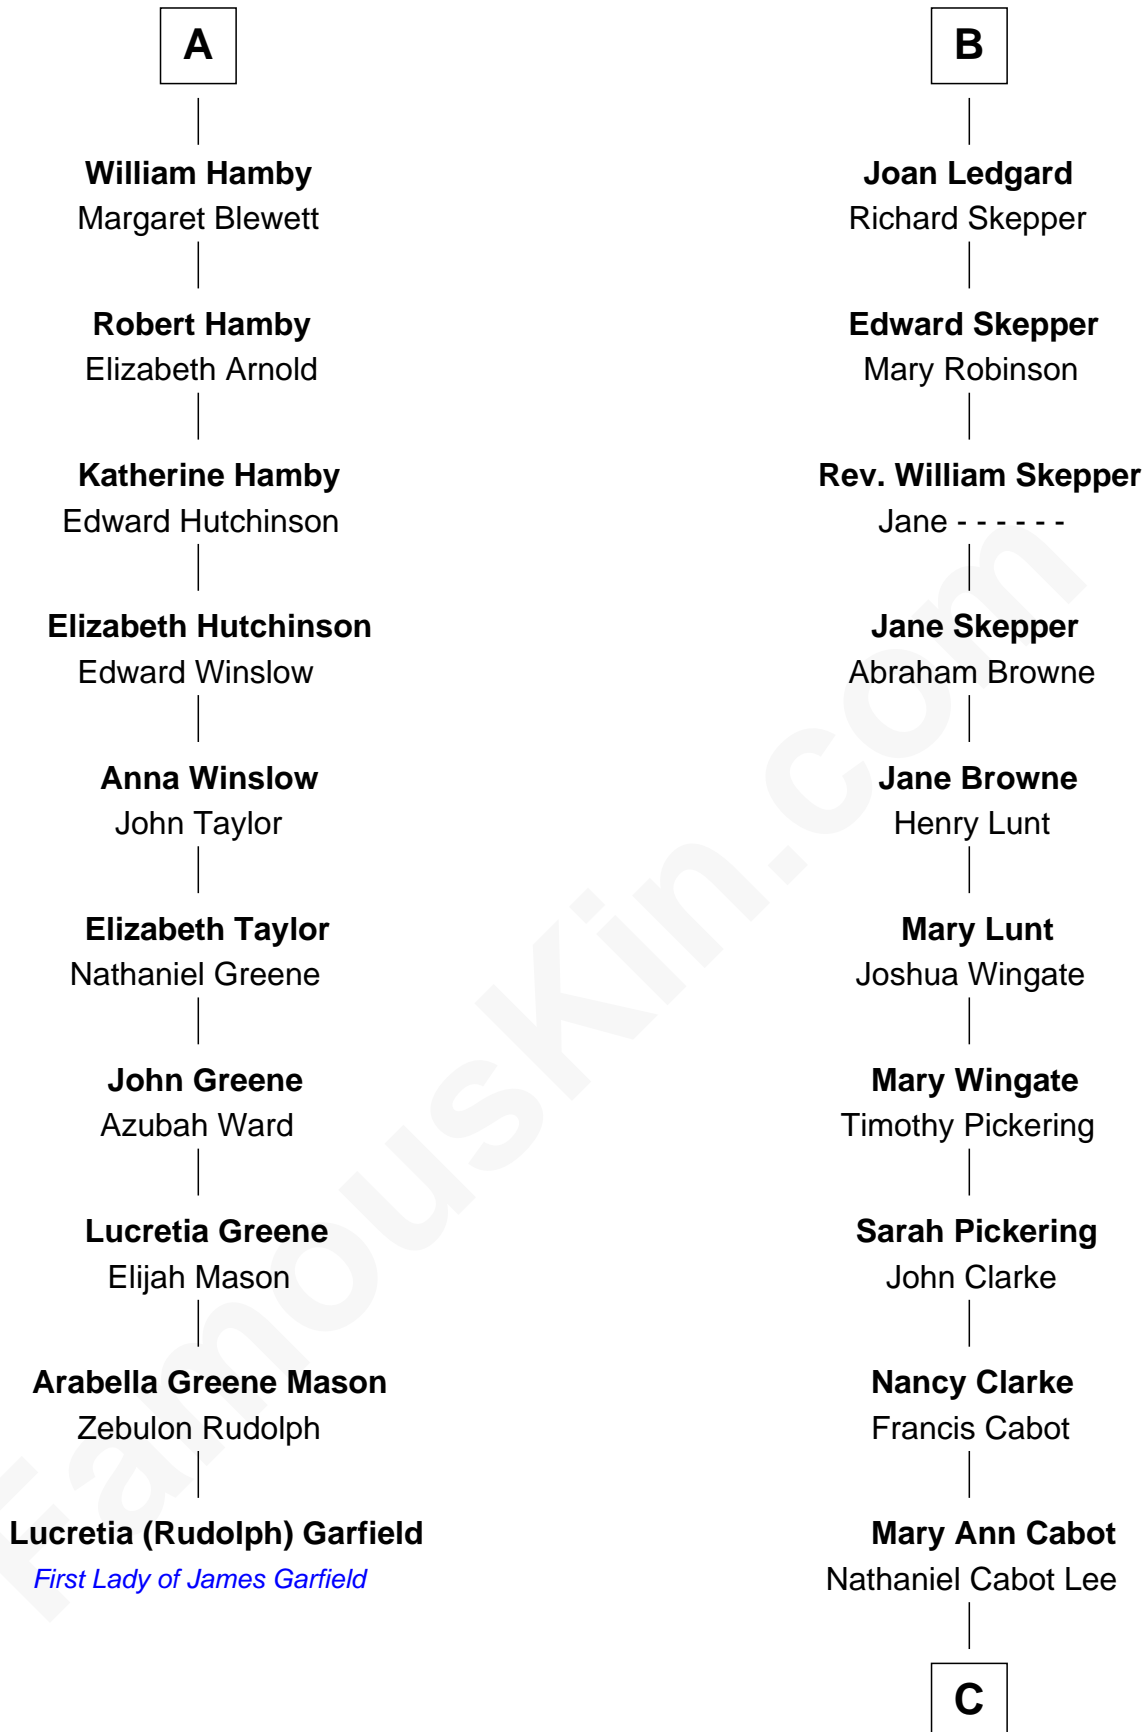 A
William Hamby
Margaret Blewett
Robert Hamby
Elizabeth Arnold
Katherine Hamby
Edward Hutchinson
Elizabeth Hutchinson
Edward Winslow
Anna Winslow
John Taylor
Elizabeth Taylor
Nathaniel Greene
John Greene
Azubah Ward
Lucretia Greene
Elijah Mason
Arabella Greene Mason
Zebulon Rudolph
Lucretia (Rudolph) Garfield
First Lady of James Garfield
B
Joan Ledgard
Richard Skepper
Edward Skepper
Mary Robinson
Rev. William Skepper
Jane - - - - - -
Jane Skepper
Abraham Browne
Jane Browne
Henry Lunt
Mary Lunt
Joshua Wingate
Mary Wingate
Timothy Pickering
Sarah Pickering
John Clarke
Nancy Clarke
Francis Cabot
Mary Ann Cabot
Nathaniel Cabot Lee
C
FamousKin.com